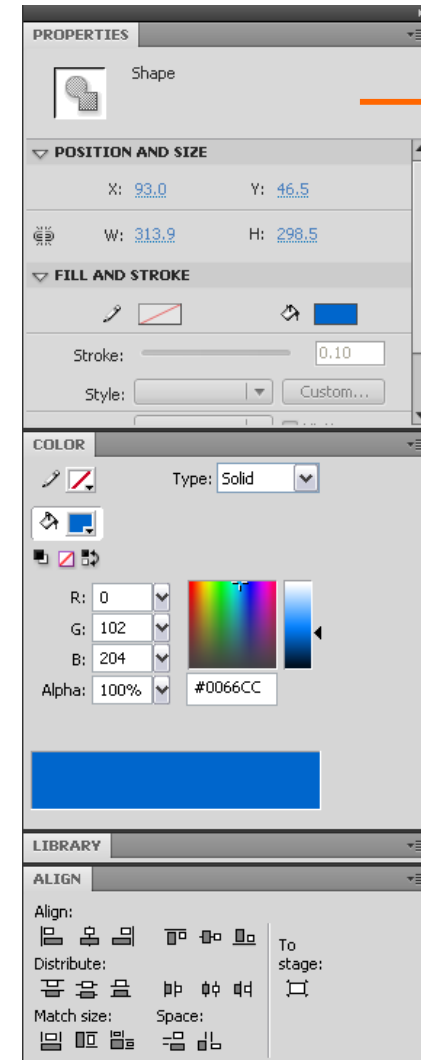 PROPERTIES
Shape
POSITION AND SIZE
X: 93.0 Y: 46.5
W: 313.9 H: 298.5
FILL AND STROKE
Stroke: 0.10
Style: Custom...
COLOR
Type: Solid
R: 0
G: 102
B: 204
Alpha: 100% #0066CC
LIBRARY
ALIGN
Align:
To
Distribute: stage:
Match size: Space: